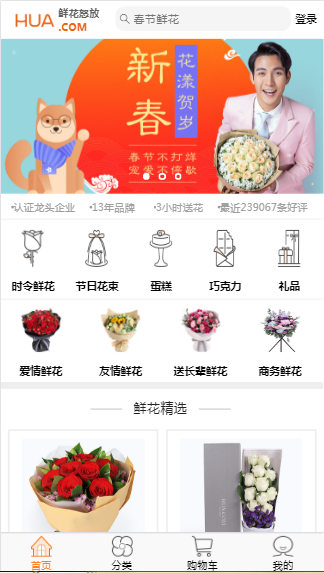 HUA
鲜花怒放
.COM
春节鲜花
登录
新春
花漾贺岁
春节不打烊
宠爱不停歇
•认证龙头企业 •13年品牌 •3小时送花 •最近239067条好评
时令鲜花 节日花束 蛋糕 巧克力 礼品
爱情鲜花 友情鲜花 送长辈鲜花 商务鲜花
鲜花精选
首页 分类 购物车 我的